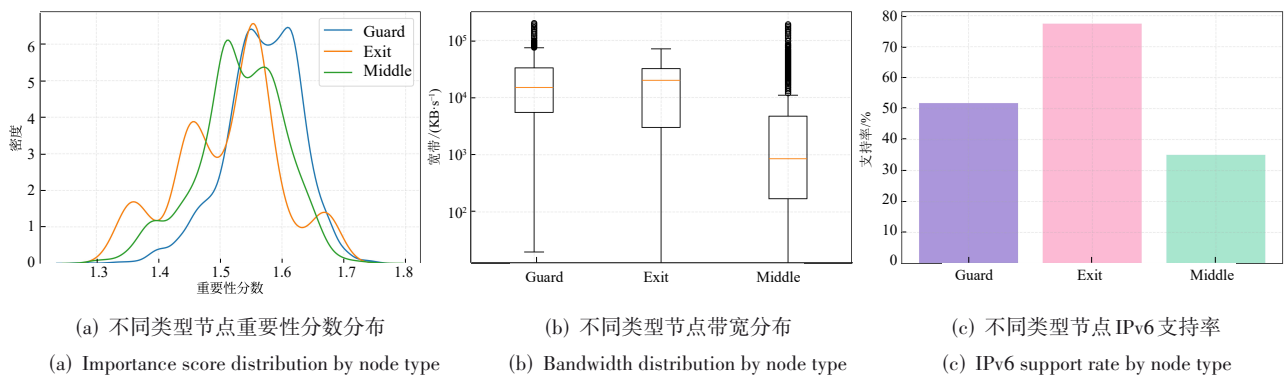 6
5
4
3
2
1
0
密度
Guard
Exit
Middle
1.3 1.4 1.5 1.6 1.7 1.8
重要性分数
(a) 不同类型节点重要性分数分布
(a) Importance score distribution by node type
10⁵
10⁴
10³
10²
宽带/(KB·s⁻¹)
Guard Exit Middle
(b) 不同类型节点带宽分布
(b) Bandwidth distribution by node type
80
70
60
50
40
30
20
10
0
支持率/%
Guard Exit Middle
(c) 不同类型节点IPv6支持率
(c) IPv6 support rate by node type